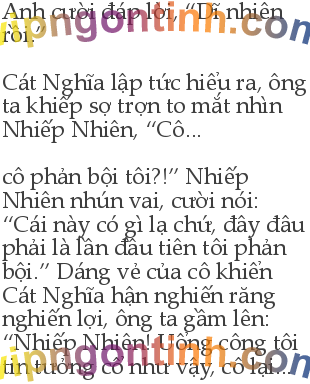 Anh cười đáp lời, “Dĩ nhiên
rồi.”
Cát Nghĩa lập tức hiểu ra, ông
ta khiếp sợ trợn to mắt nhìn
Nhiếp Nhiên, “Cô...
cô phản bội tôi?!” Nhiếp
Nhiên nhún vai, cười nói:
“Cái này có gì lạ chứ, đây đâu
phải là lần đầu tiên tôi phản
bội.” Dáng vẻ của cô khiến
Cát Nghĩa hận nghiến răng
nghiến lợi, ông ta gầm lên:
“Nhiếp Nhiên! Uổng công tôi
tin tưởng cô như vậy, cô lại...
vipngontinh.com
vipngontinh.com